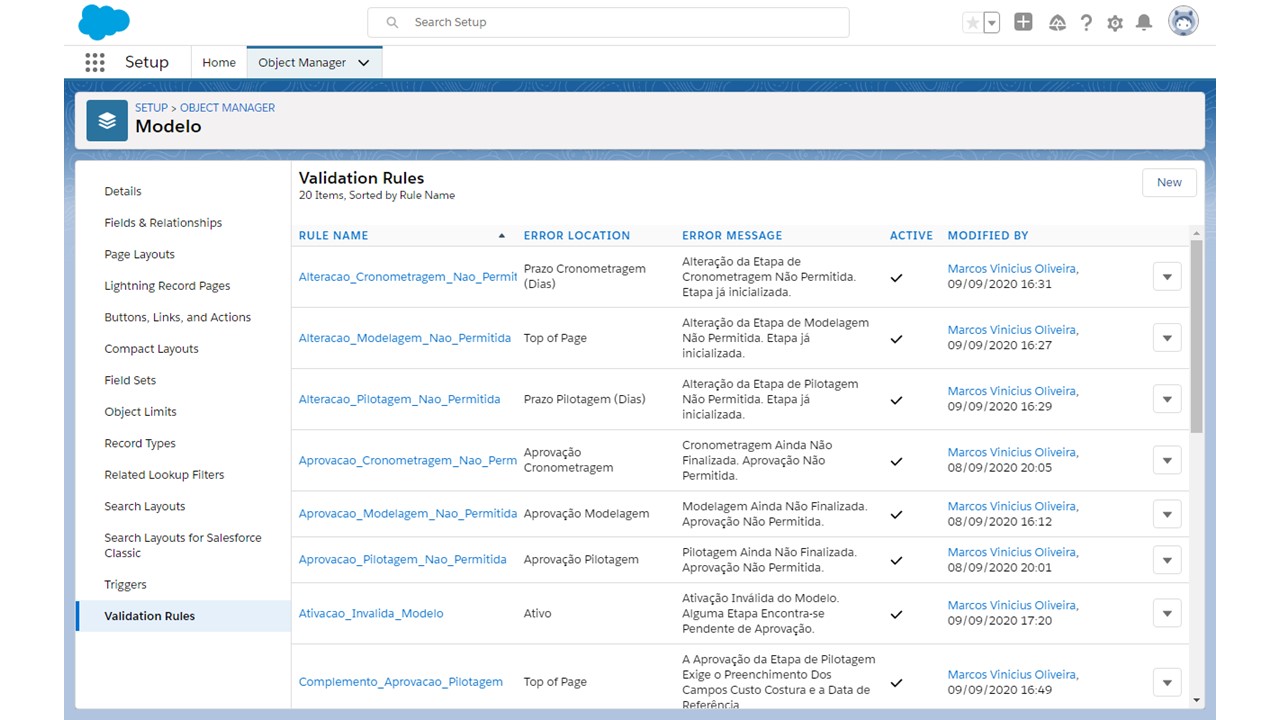 Search Setup
Setup
Home
Object Manager
SETUP > OBJECT MANAGER
Modelo
Details
Fields & Relationships
Page Layouts
Lightning Record Pages
Buttons, Links, and Actions
Compact Layouts
Field Sets
Object Limits
Record Types
Related Lookup Filters
Search Layouts
Search Layouts for Salesforce
Classic
Triggers
Validation Rules
Validation Rules
20 Items, Sorted by Rule Name
New
RULE NAME
ERROR LOCATION
ERROR MESSAGE
ACTIVE
MODIFIED BY
Alteracao_Cronometragem_Nao_Permit
Prazo Cronometragem
(Dias)
Alteração da Etapa de
Cronometragem Não Permitida.
Etapa já inicializada.
Marcos Vinicius Oliveira,
09/09/2020 16:31
Alteracao_Modelagem_Nao_Permitida
Top of Page
Alteração da Etapa de Modelagem
Não Permitida. Etapa já
inicializada.
Marcos Vinicius Oliveira,
09/09/2020 16:27
Alteracao_Pilotagem_Nao_Permitida
Prazo Pilotagem (Dias)
Alteração da Etapa de Pilotagem
Não Permitida. Etapa já
inicializada.
Marcos Vinicius Oliveira,
09/09/2020 16:29
Aprovacao_Cronometragem_Nao_Perm
Aprovação
Cronometragem
Cronometragem Ainda Não
Finalizada. Aprovação Não
Permitida.
Marcos Vinicius Oliveira,
08/09/2020 20:05
Aprovacao_Modelagem_Nao_Permitida
Aprovação Modelagem
Modelagem Ainda Não Finalizada.
Aprovação Não Permitida.
Marcos Vinicius Oliveira,
08/09/2020 16:12
Aprovacao_Pilotagem_Nao_Permitida
Aprovação Pilotagem
Pilotagem Ainda Não Finalizada.
Aprovação Não Permitida.
Marcos Vinicius Oliveira,
08/09/2020 20:01
Ativacao_Invalida_Modelo
Ativo
Ativação Inválida do Modelo.
Alguma Etapa Encontra-se
Pendente de Aprovação.
Marcos Vinicius Oliveira,
09/09/2020 17:20
Complemento_Aprovacao_Pilotagem
Top of Page
A Aprovação da Etapa de Pilotagem
Exige o Preenchimento Dos
Campos Custo Costura e a Data de
Referência
Marcos Vinicius Oliveira,
09/09/2020 16:49